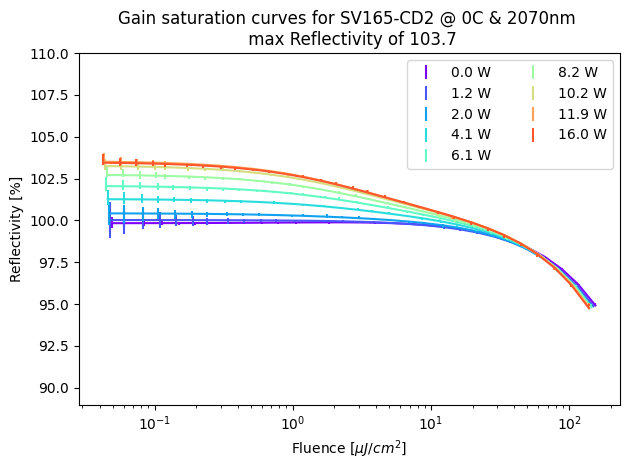 Gain saturation curves for SV165-CD2 @ 0C & 2070nm
max Reflectivity of 103.7
110.0
107.5
105.0
102.5
100.0
97.5
95.0
92.5
90.0
Reflectivity [%]
0.0 W
1.2 W
2.0 W
4.1 W
6.1 W
8.2 W
10.2 W
11.9 W
16.0 W
10⁻¹ 10⁰ 10¹ 10²
Fluence [μJ/cm²]